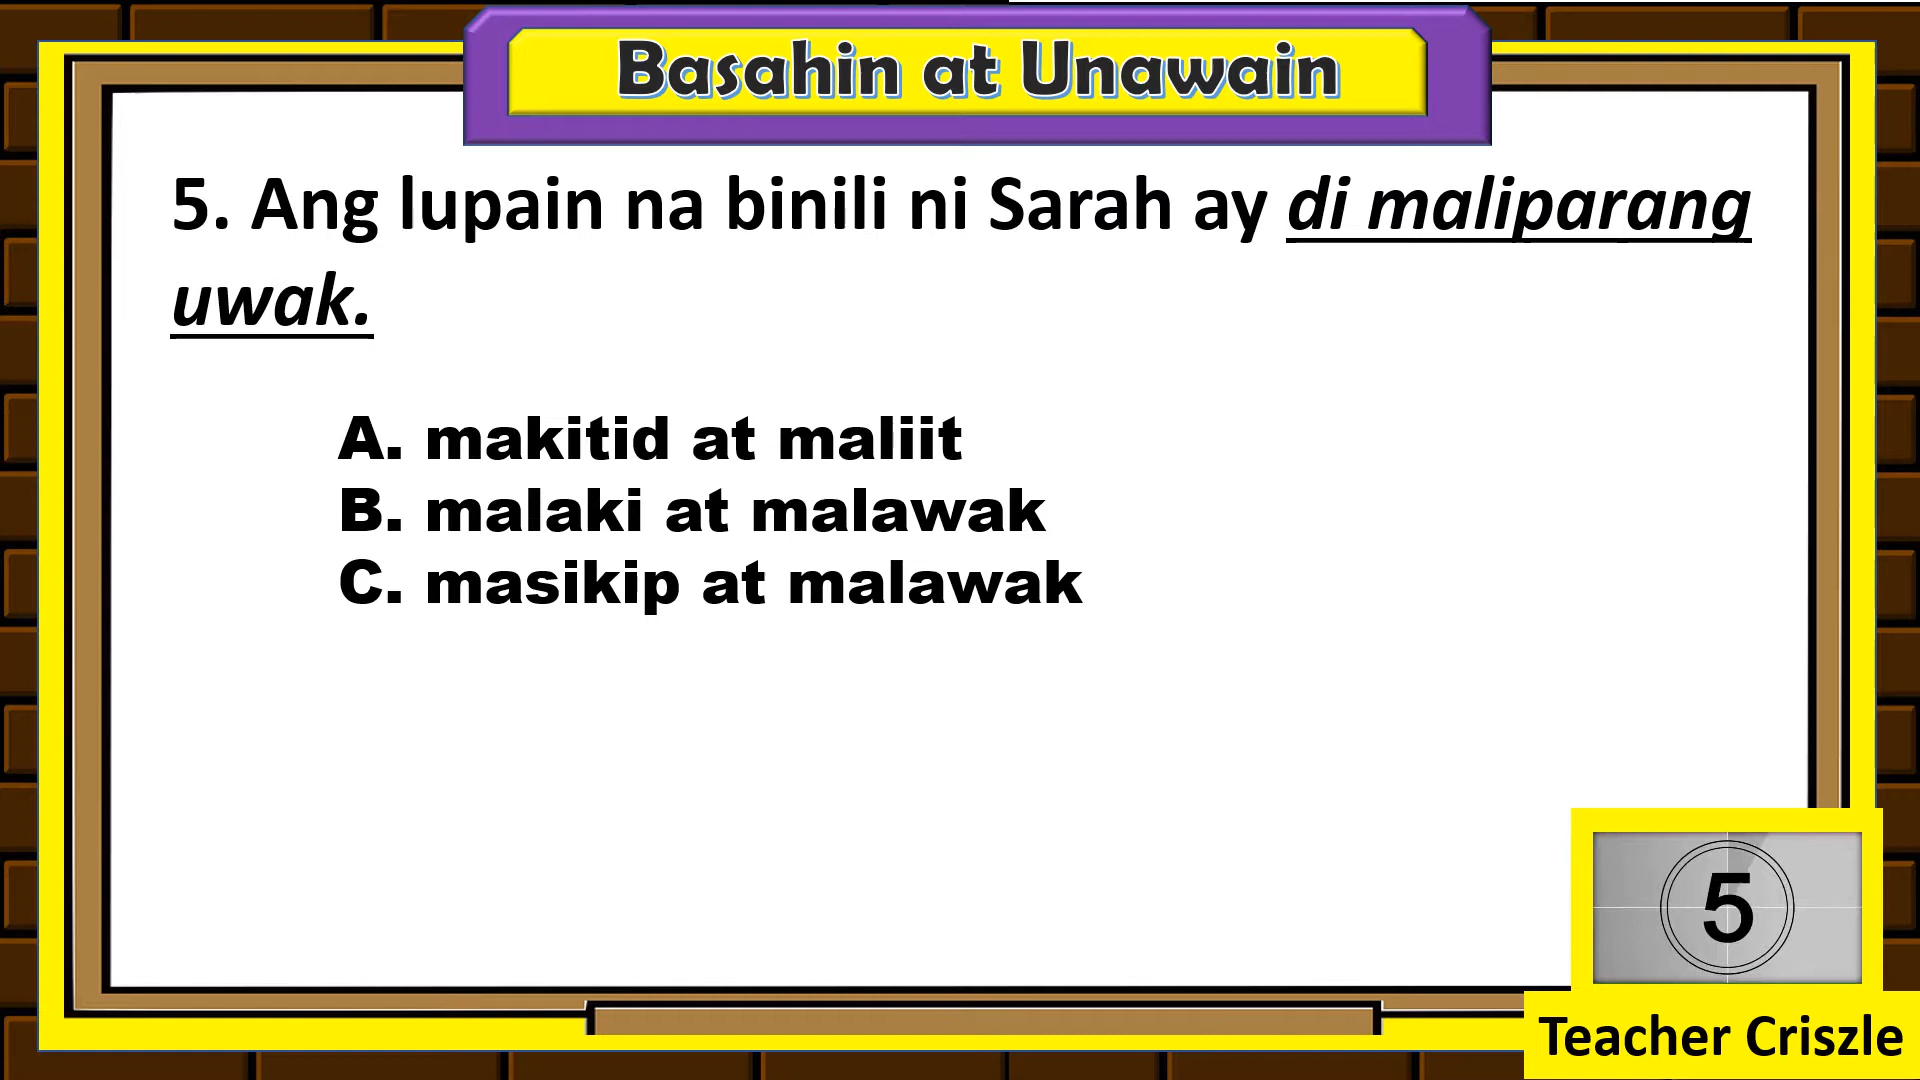 Basahin at Unawain
5. Ang lupain na binili ni Sarah ay di maliparang
uwak.
A. makitid at maliit
B. malaki at malawak
C. masikip at malawak
5
Teacher Criszle